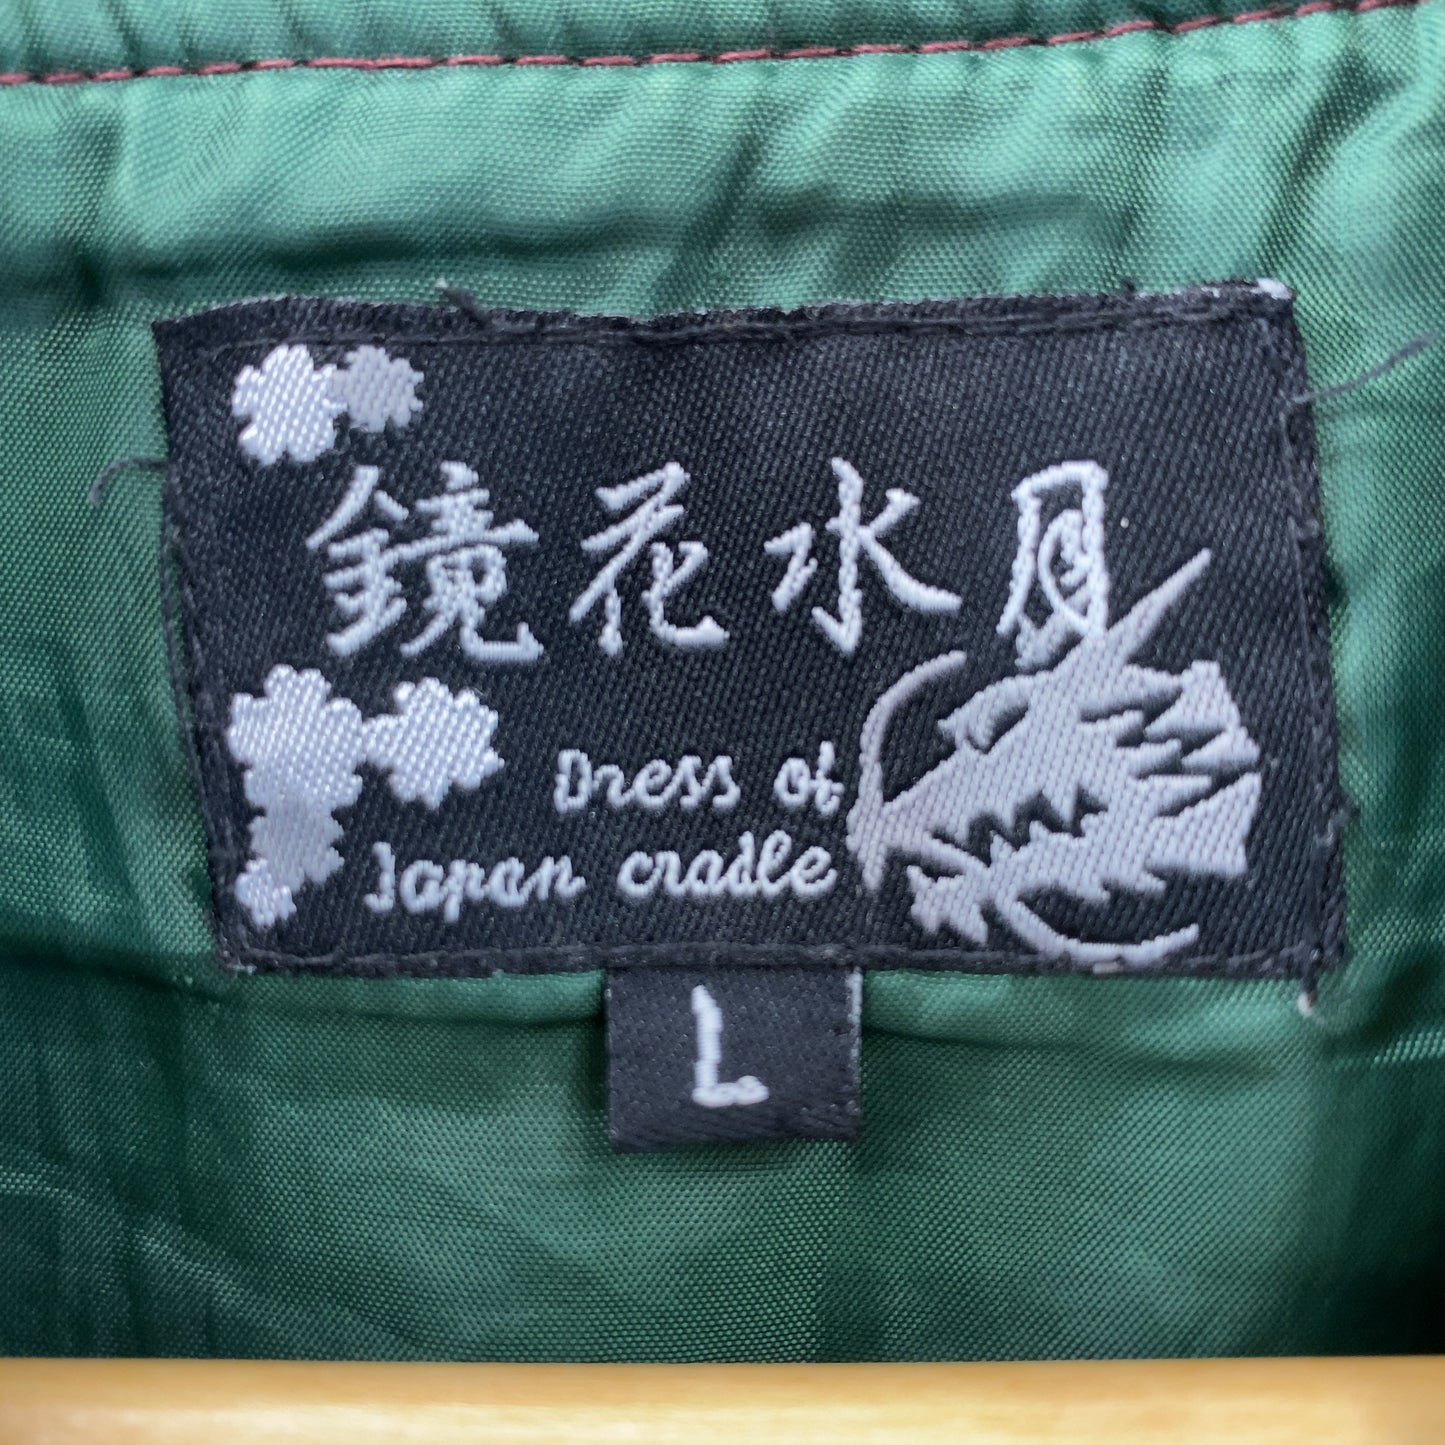 鏡花水月
Dress of
Japan cradle
L